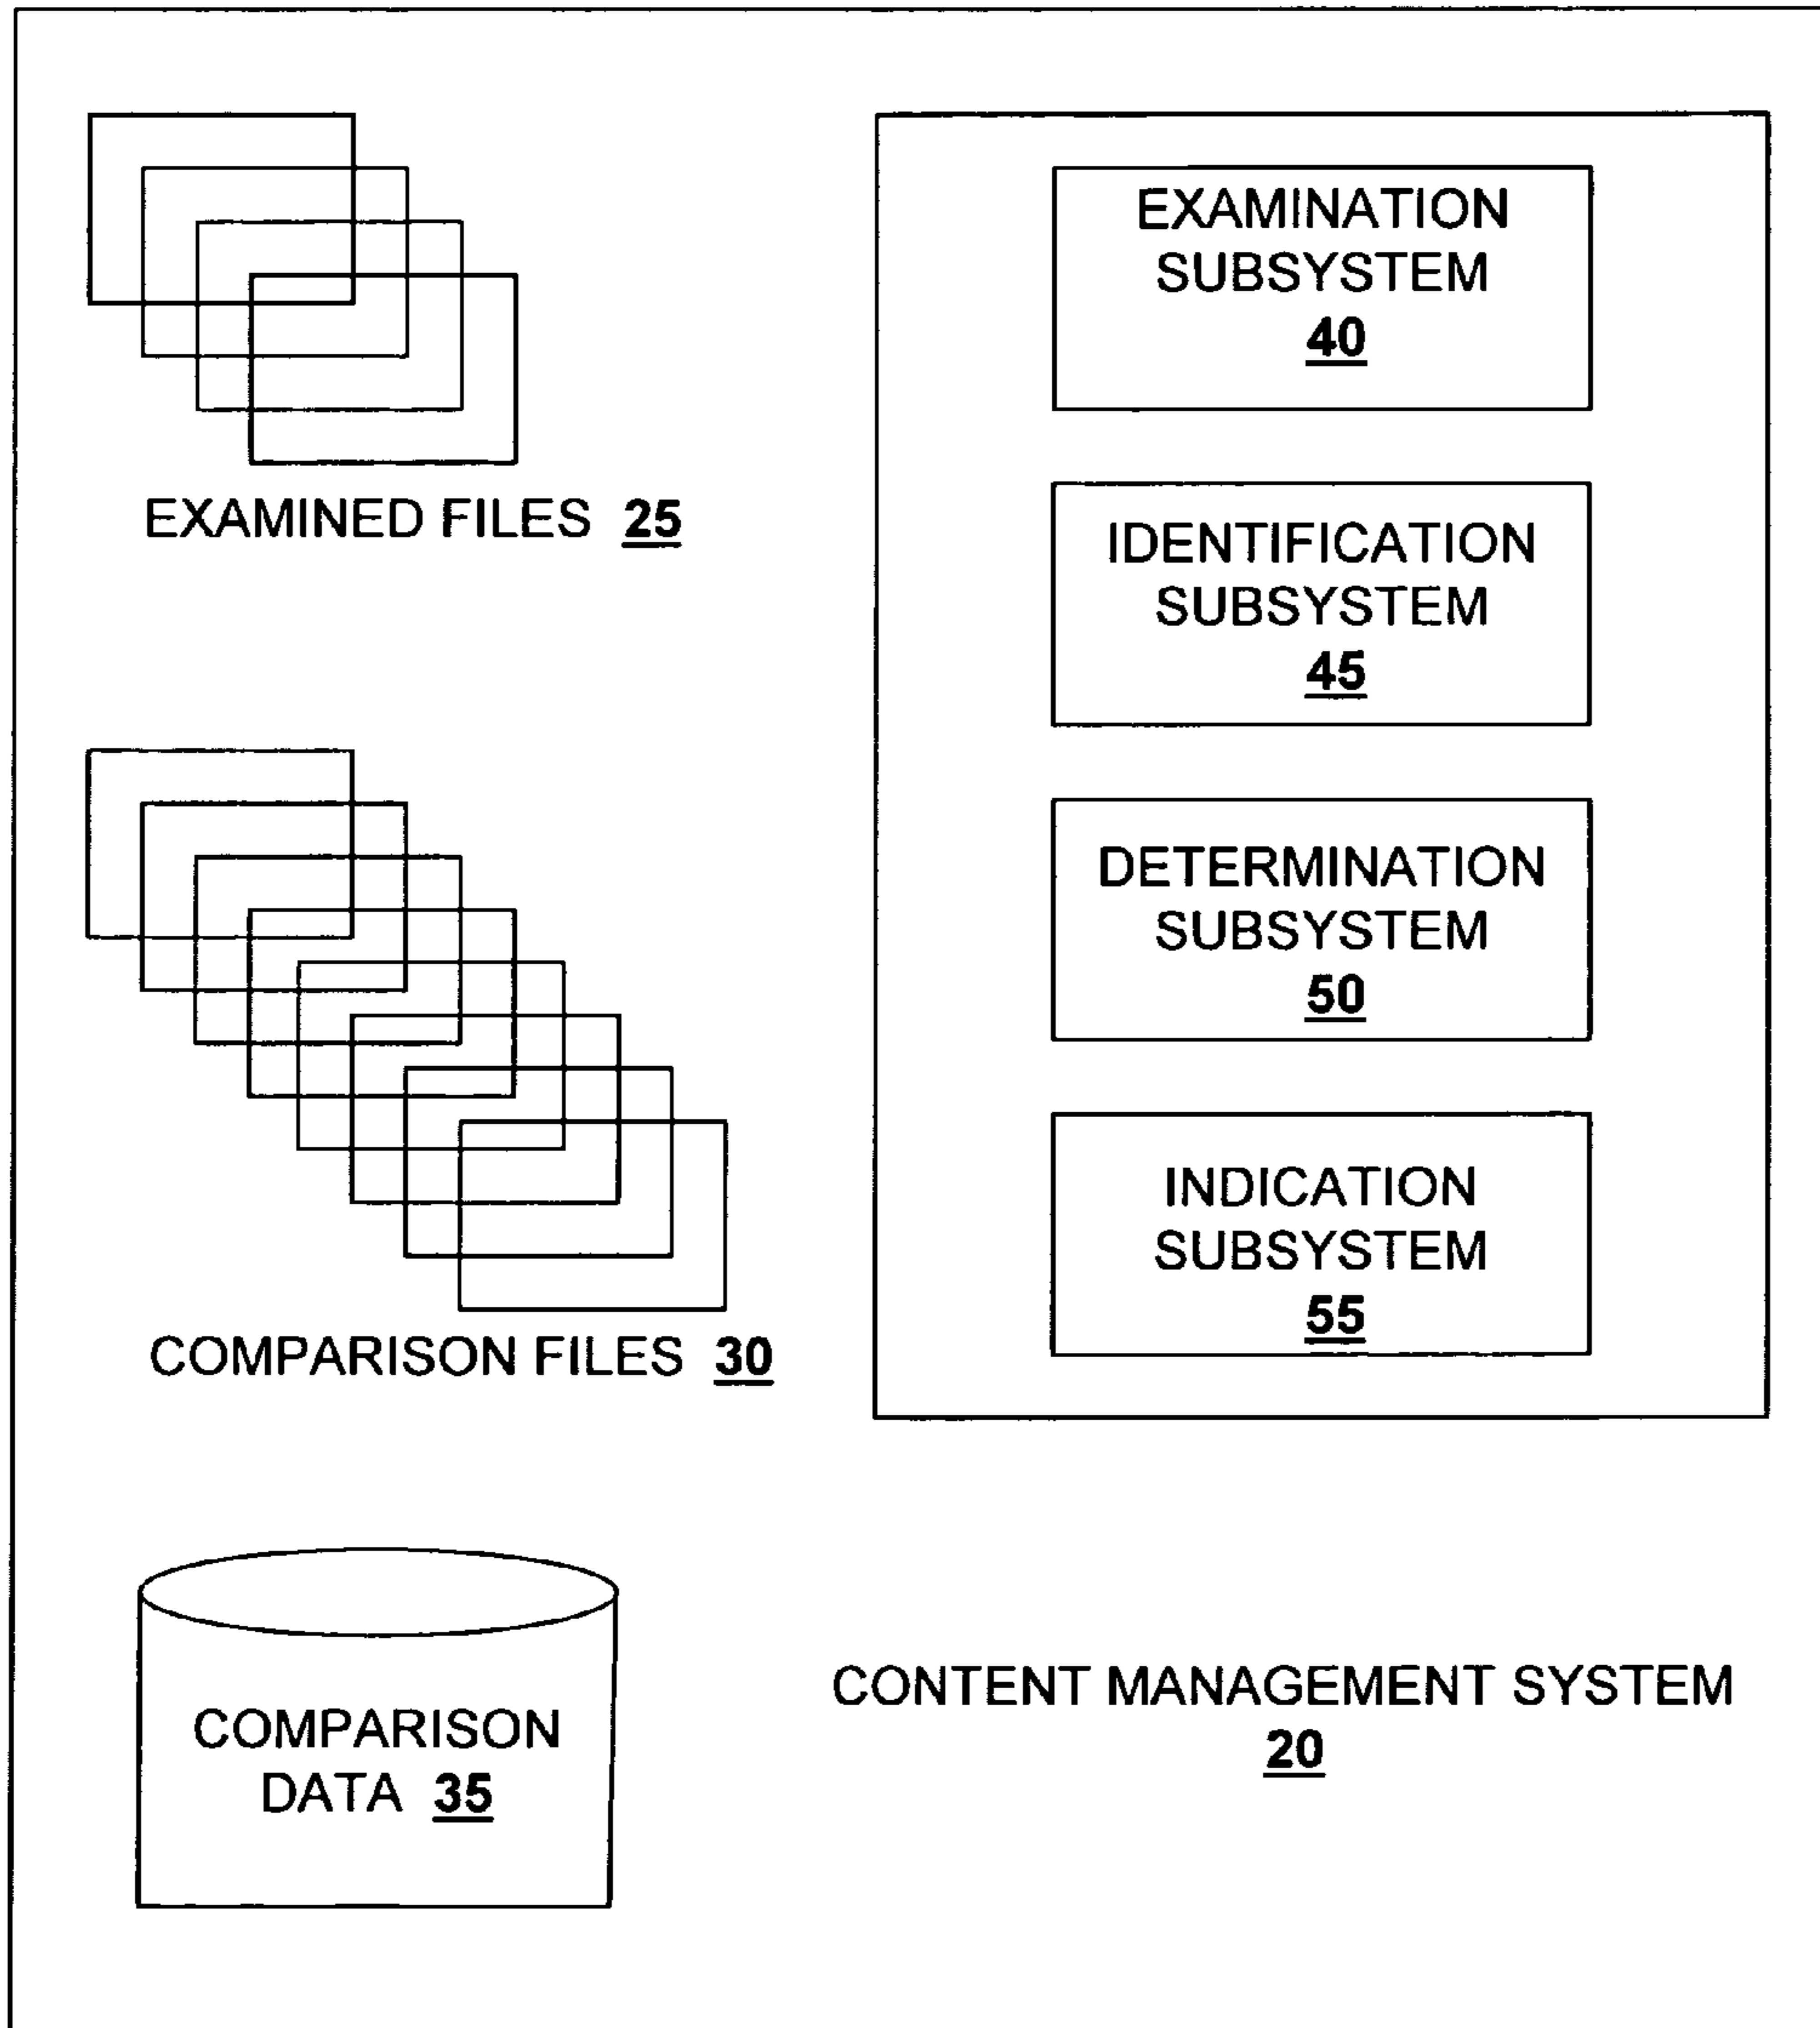 EXAMINED FILES 25
COMPARISON FILES 30
COMPARISON
DATA 35
EXAMINATION
SUBSYSTEM
40
IDENTIFICATION
SUBSYSTEM
45
DETERMINATION
SUBSYSTEM
50
INDICATION
SUBSYSTEM
55
CONTENT MANAGEMENT SYSTEM
20